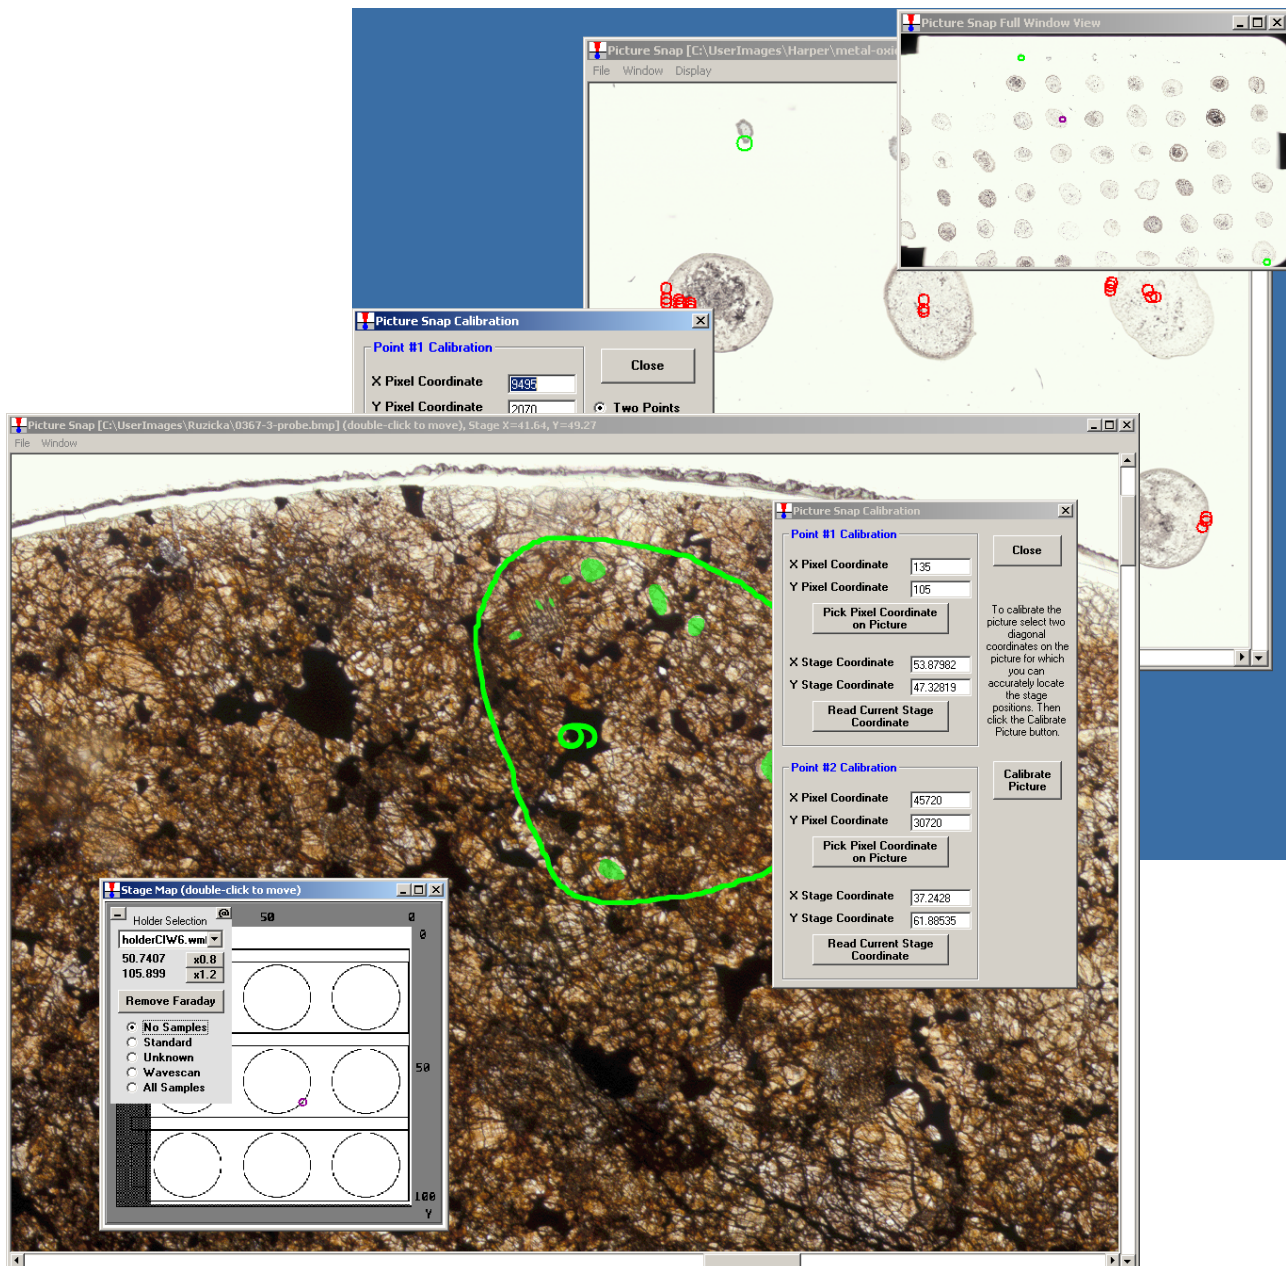 Picture Snap Full Window View
Picture Snap [C:\UserImages\Harper\metal-oxi
File Window Display
Picture Snap Calibration
Point #1 Calibration
Close
X Pixel Coordinate 9495
Y Pixel Coordinate 2070
Two Points
Picture Snap [C:\UserImages\Ruzicka\0367-3-probe.bmp] (double-click to move), Stage X=41.64, Y=49.27
File Window
9
Picture Snap Calibration
Point #1 Calibration
X Pixel Coordinate 135
Y Pixel Coordinate 105
Pick Pixel Coordinate
on Picture
X Stage Coordinate 53.87982
Y Stage Coordinate 47.32819
Read Current Stage
Coordinate
Point #2 Calibration
X Pixel Coordinate 45720
Y Pixel Coordinate 30720
Pick Pixel Coordinate
on Picture
X Stage Coordinate 37.2428
Y Stage Coordinate 61.88535
Read Current Stage
Coordinate
Close
To calibrate the
picture select two
diagonal
coordinates on the
picture for which
you can
accurately locate
the stage
positions. Then
click the Calibrate
Picture button.
Calibrate
Picture
Stage Map (double-click to move)
Holder Selection @
holderCIW6.wm
50.7407 x0.8
105.899 x1.2
Remove Faraday
No Samples
Standard
Unknown
Wavescan
All Samples
50 0
0
50
100
Y